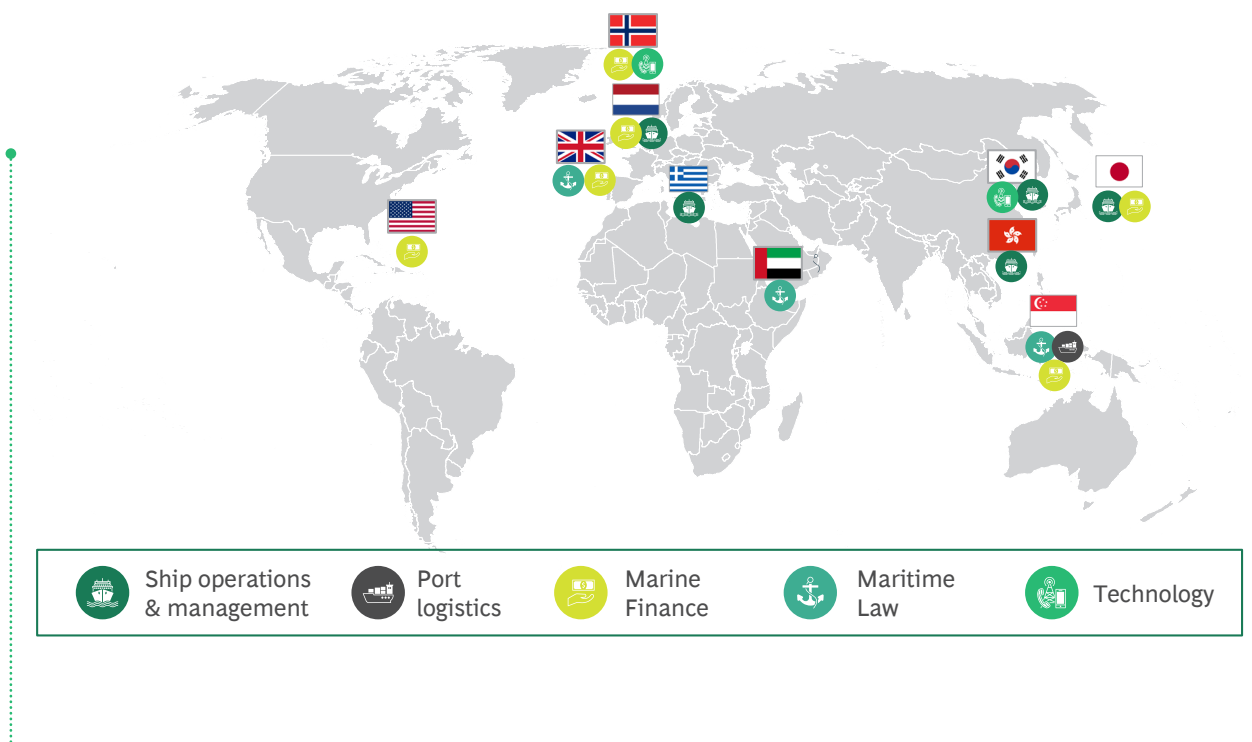 Ship operations
& management
Port
logistics
Marine
Finance
Maritime
Law
Technology